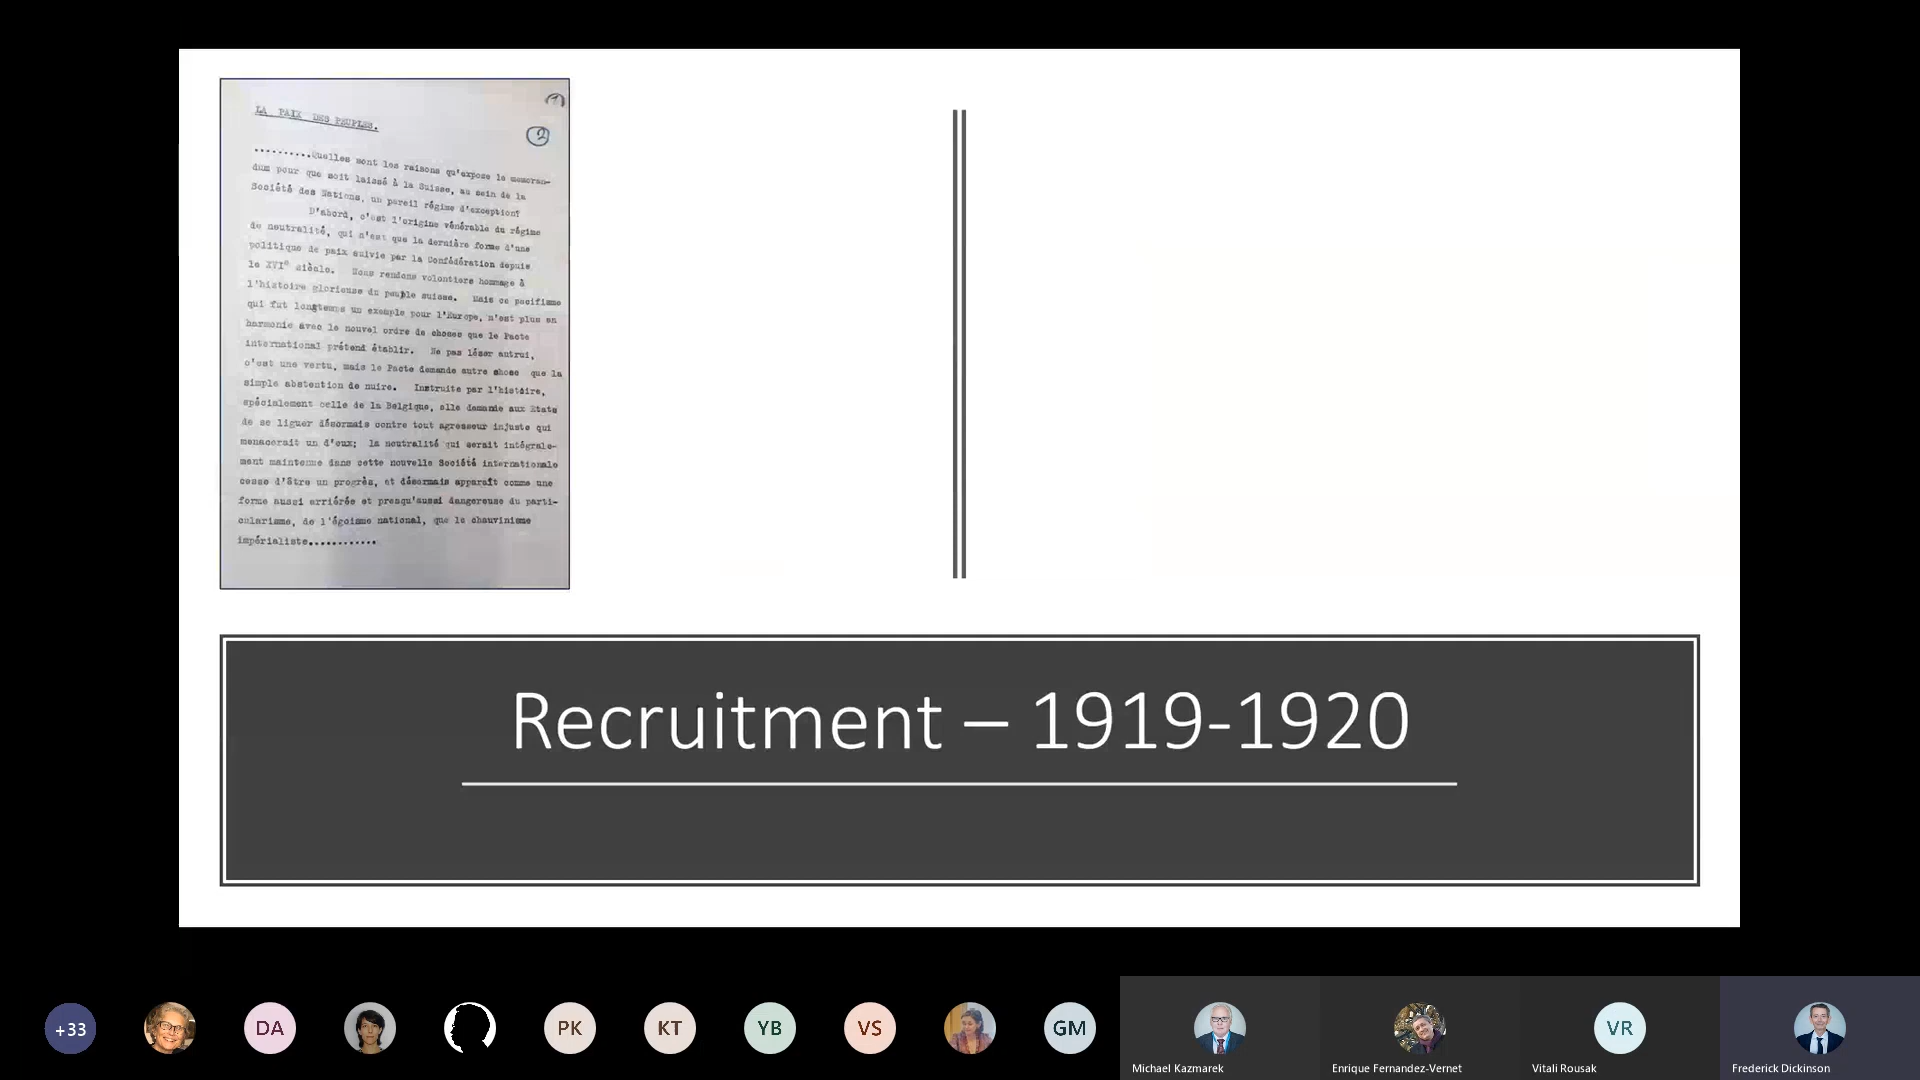 1
LA PAIX DES PEUPLES.
2
..........Quelles sont les raisons qu'expose le memoran-
dum pour que soit laissé à la Suisse, au sein de la
Société des Nations, un pareil régime d'exception?
D'abord, c'est l'origine vénérable du régime
de neutralité, qui n'est que la dernière forme d'une
politique de paix suivie par la Confédération depuis
le XVIe siècle. Nous rendons volontiers hommage à
l'histoire glorieuse du peuple suisse. Mais ce pacifisme
qui fut longtemps un exemple pour l'Europe, n'est plus en
harmonie avec le nouvel ordre de choses que le Pacte
international prétend établir. Ne pas léser autrui,
c'est une vertu, mais le Pacte demande autre chose que la
simple abstention de nuire. Instruite par l'histoire,
spécialement celle de la Belgique, elle demande aux Etats
de se liguer désormais contre tout agresseur injuste qui
menacerait un d'eux; la neutralité qui serait intégrale-
ment maintenue dans cette nouvelle Société internationale
cesse d'être un progrès, et désormais apparaît comme une
forme aussi arriérée et presqu'aussi dangereuse du parti-
cularisme, de l'égoisme national, que le chauvinisme
impérialiste............
Recruitment – 1919-1920
+33
DA
PK
KT
YB
VS
GM
VR
Michael Kazmarek
Enrique Fernandez-Vernet
Vitali Rousak
Frederick Dickinson